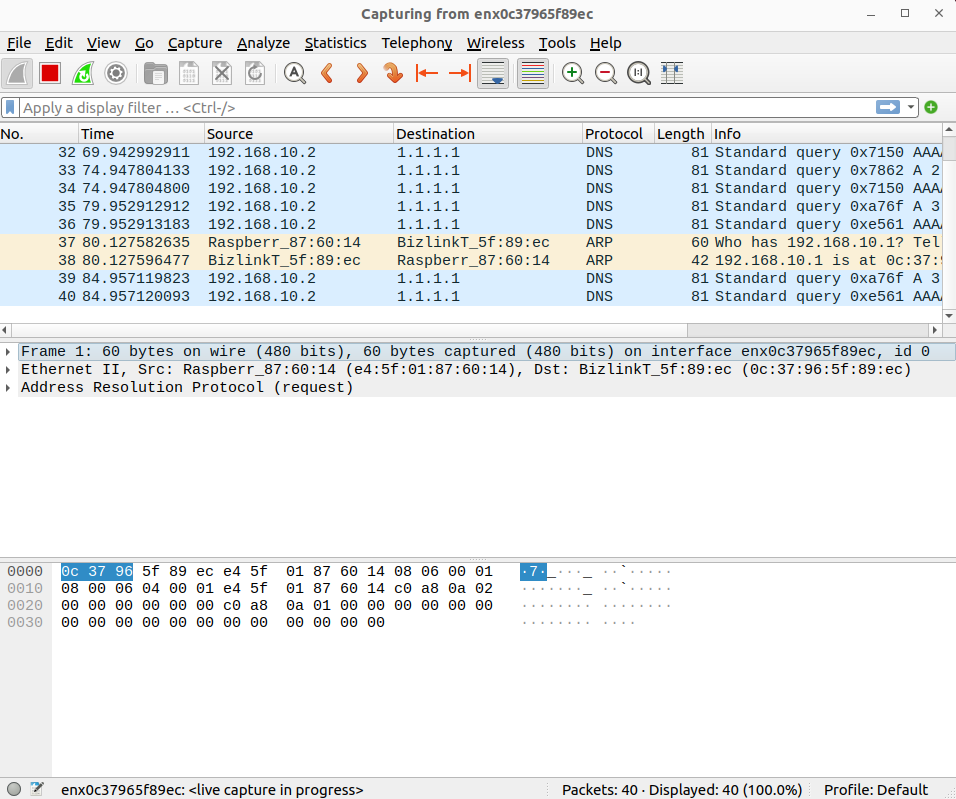 Capturing from enx0c37965f89ec
File Edit View Go Capture Analyze Statistics Telephony Wireless Tools Help
Apply a display filter … <Ctrl-/>
No. Time Source Destination Protocol Length Info
32 69.942992911 192.168.10.2 1.1.1.1 DNS 81 Standard query 0x7150 AAAA
33 74.947804133 192.168.10.2 1.1.1.1 DNS 81 Standard query 0x7862 A 2
34 74.947804800 192.168.10.2 1.1.1.1 DNS 81 Standard query 0x7150 AAAA
35 79.952912912 192.168.10.2 1.1.1.1 DNS 81 Standard query 0xa76f A 3
36 79.952913183 192.168.10.2 1.1.1.1 DNS 81 Standard query 0xe561 AAAA
37 80.127582635 Raspberr_87:60:14 BizlinkT_5f:89:ec ARP 60 Who has 192.168.10.1? Tel
38 80.127596477 BizlinkT_5f:89:ec Raspberr_87:60:14 ARP 42 192.168.10.1 is at 0c:37:9
39 84.957119823 192.168.10.2 1.1.1.1 DNS 81 Standard query 0xa76f A 3
40 84.957120093 192.168.10.2 1.1.1.1 DNS 81 Standard query 0xe561 AAAA
Frame 1: 60 bytes on wire (480 bits), 60 bytes captured (480 bits) on interface enx0c37965f89ec, id 0
Ethernet II, Src: Raspberr_87:60:14 (e4:5f:01:87:60:14), Dst: BizlinkT_5f:89:ec (0c:37:96:5f:89:ec)
Address Resolution Protocol (request)
0000 0c 37 96 5f 89 ec e4 5f 01 87 60 14 08 06 00 01 ·7·_···_ ··`·····
0010 08 00 06 04 00 01 e4 5f 01 87 60 14 c0 a8 0a 02 ·······_ ··`·····
0020 00 00 00 00 00 00 c0 a8 0a 01 00 00 00 00 00 00 ········ ········
0030 00 00 00 00 00 00 00 00 00 00 00 00 ········ ····
enx0c37965f89ec: <live capture in progress> Packets: 40 · Displayed: 40 (100.0%) Profile: Default